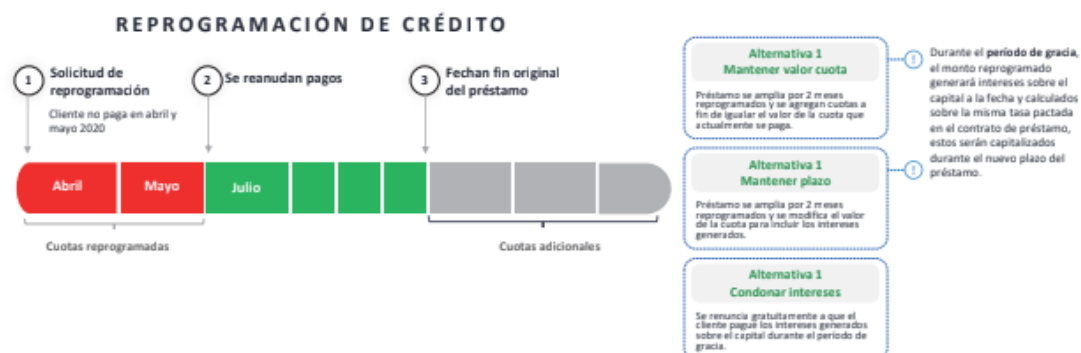 REPROGRAMACIÓN DE CRÉDITO
1
Solicitud de
reprogramación
Cliente no paga en abril y
mayo 2020
2
Se reanudan pagos
3
Fechan fin original
del préstamo
Abril
Mayo
Julio
Cuotas reprogramadas
Cuotas adicionales
Alternativa 1
Mantener valor cuota
Préstamo se amplia por 2 meses
reprogramados y se agregan cuotas a
fin de igualar el valor de la cuota que
actualmente se paga.
Alternativa 1
Mantener plazo
Préstamo se amplia por 2 meses
reprogramados y se modifica el valor
de la cuota para incluir los intereses
generados.
Alternativa 1
Condonar intereses
Se renuncia gratuitamente a que el
cliente pague los intereses generados
sobre el capital durante el periodo de
gracia.
!
!
Durante el período de gracia,
el monto reprogramado
generará intereses sobre el
capital a la fecha y calculados
sobre la misma tasa pactada
en el contrato de préstamo,
estos serán capitalizados
durante el nuevo plazo del
préstamo.